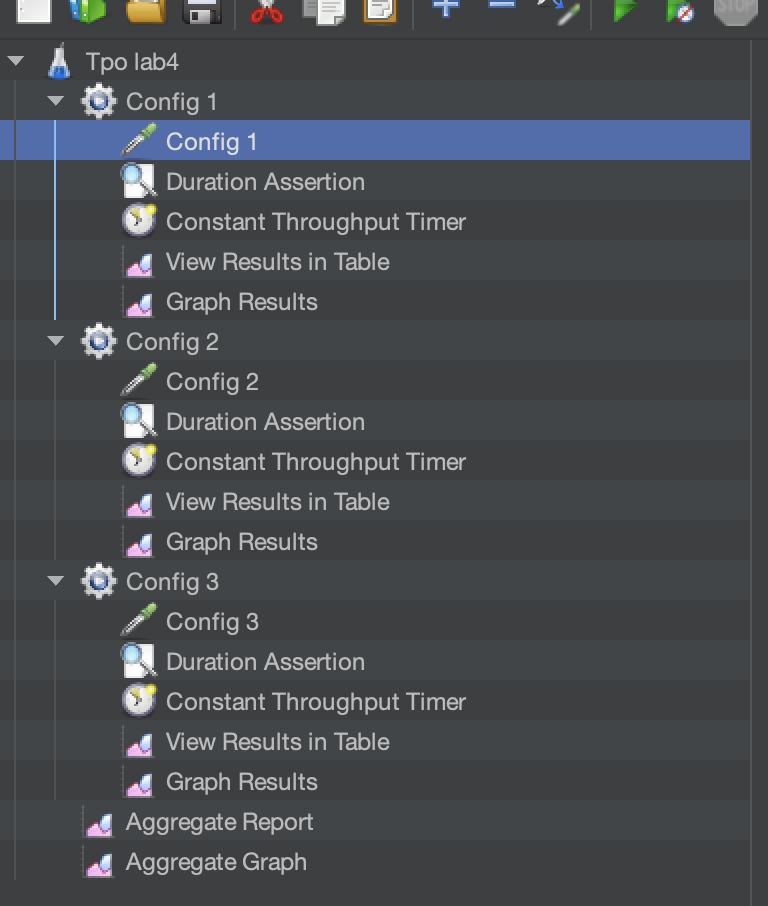 STOP
Tpo lab4
Config 1
Config 1
Duration Assertion
Constant Throughput Timer
View Results in Table
Graph Results
Config 2
Config 2
Duration Assertion
Constant Throughput Timer
View Results in Table
Graph Results
Config 3
Config 3
Duration Assertion
Constant Throughput Timer
View Results in Table
Graph Results
Aggregate Report
Aggregate Graph